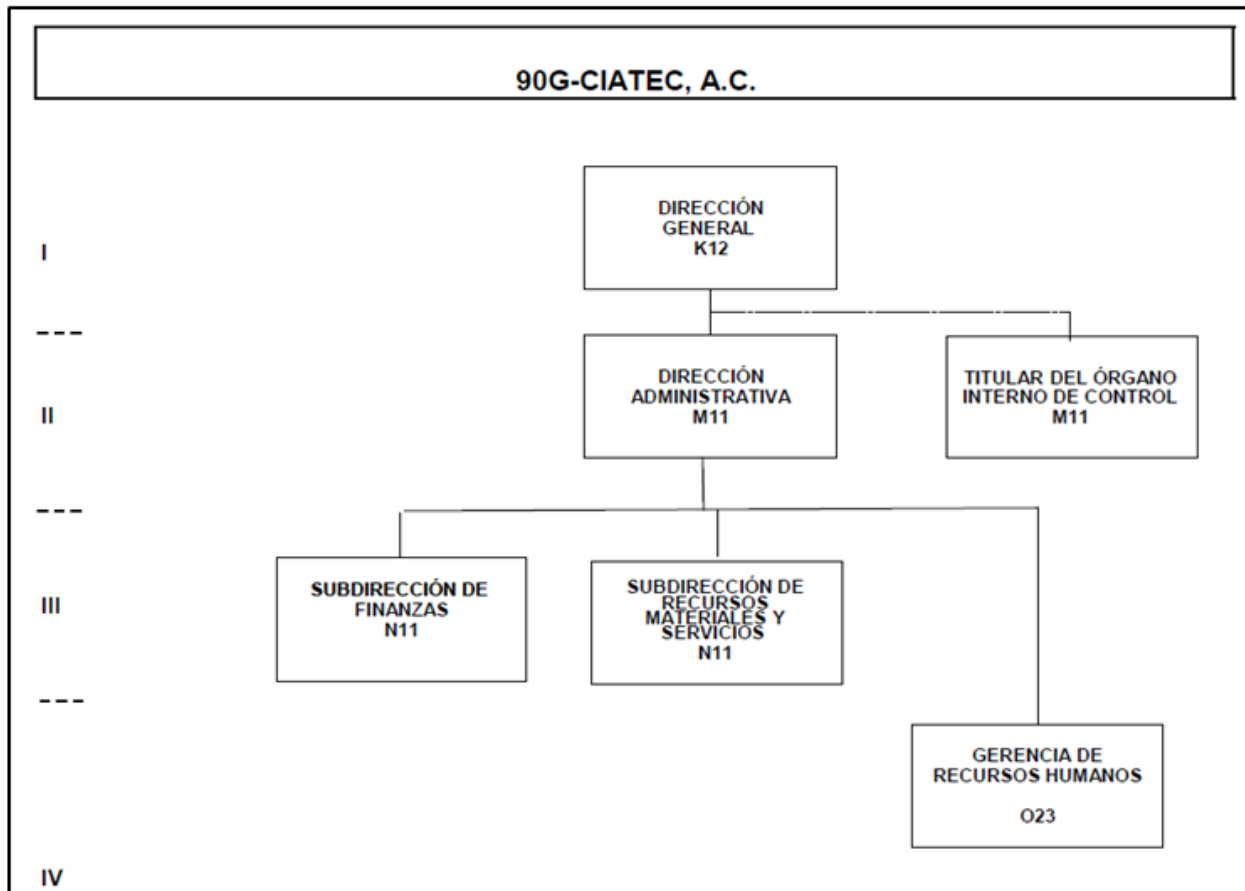 90G-CIATEC, A.C.
I
DIRECCIÓN
GENERAL
K12
---
II
DIRECCIÓN
ADMINISTRATIVA
M11
TITULAR DEL ÓRGANO
INTERNO DE CONTROL
M11
---
III
SUBDIRECCIÓN DE
FINANZAS
N11
SUBDIRECCIÓN DE
RECURSOS
MATERIALES Y
SERVICIOS
N11
---
GERENCIA DE
RECURSOS HUMANOS
O23
IV